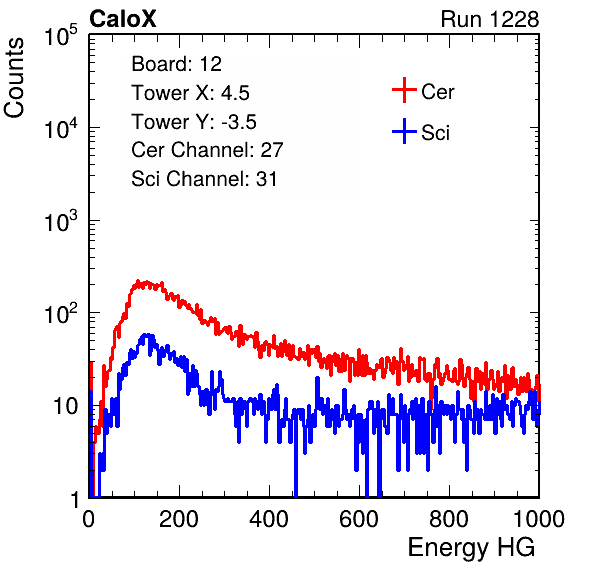 CaloX Run 1228
Counts
Board: 12
Tower X: 4.5
Tower Y: -3.5
Cer Channel: 27
Sci Channel: 31
Cer
Sci
10^5
10^4
10^3
10^2
10
1
0 200 400 600 800 1000
Energy HG